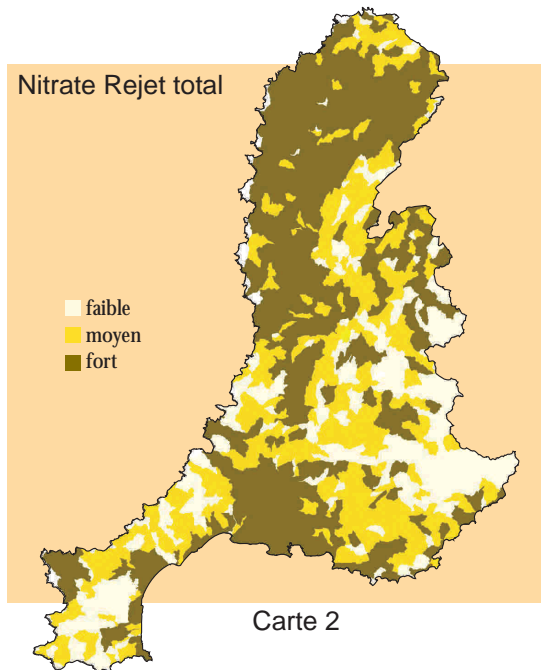 Nitrate Rejet total
faible
moyen
fort
Carte 2